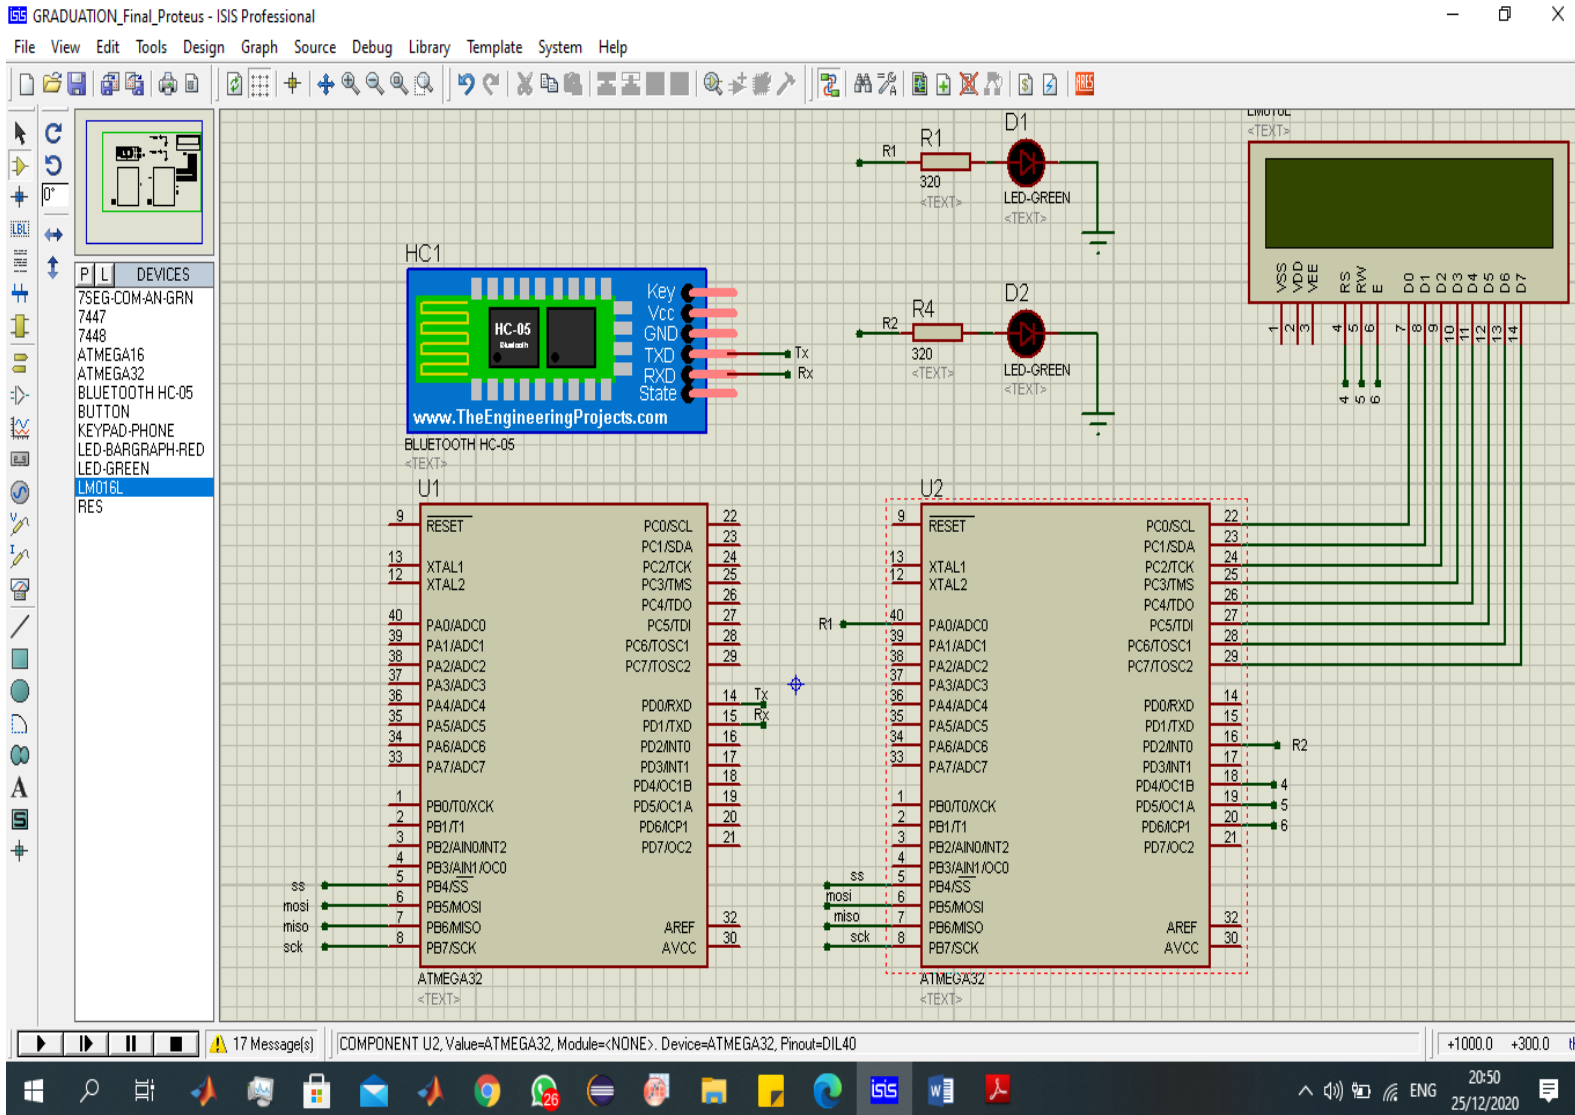 GRADUATION_Final_Proteus - ISIS Professional
File View Edit Tools Design Graph Source Debug Library Template System Help
0°
LBL
P L DEVICES
7SEG-COM-AN-GRN
7447
7448
ATMEGA16
ATMEGA32
BLUETOOTH HC-05
BUTTON
KEYPAD-PHONE
LED-BARGRAPH-RED
LED-GREEN
LM016L
RES
R1
R1
320
<TEXT>
D1
LED-GREEN
<TEXT>
R2
R4
320
<TEXT>
D2
LED-GREEN
<TEXT>
LM016L
<TEXT>
VSS VDD VEE RS RW E D0 D1 D2 D3 D4 D5 D6 D7
1 2 3 4 5 6 7 8 9 10 11 12 13 14
4 5 6
HC1
HC-05
Bluetooth
Key
Vcc
GND
TXD
RXD
State
Tx
Rx
www.TheEngineeringProjects.com
BLUETOOTH HC-05
<TEXT>
U1
9 RESET PC0/SCL 22
PC1/SDA 23
13 XTAL1 PC2/TCK 24
12 XTAL2 PC3/TMS 25
PC4/TDO 26
40 PA0/ADC0 PC5/TDI 27
39 PA1/ADC1 PC6/TOSC1 28
38 PA2/ADC2 PC7/TOSC2 29
37 PA3/ADC3
36 PA4/ADC4 PD0/RXD 14 Tx
35 PA5/ADC5 PD1/TXD 15 Rx
34 PA6/ADC6 PD2/INT0 16
33 PA7/ADC7 PD3/INT1 17
PD4/OC1B 18
1 PB0/T0/XCK PD5/OC1A 19
2 PB1/T1 PD6/ICP1 20
3 PB2/AIN0/INT2 PD7/OC2 21
4 PB3/AIN1/OC0
ss 5 PB4/SS
mosi 6 PB5/MOSI
miso 7 PB6/MISO AREF 32
sck 8 PB7/SCK AVCC 30
ATMEGA32
<TEXT>
U2
9 RESET PC0/SCL 22
PC1/SDA 23
13 XTAL1 PC2/TCK 24
12 XTAL2 PC3/TMS 25
PC4/TDO 26
R1 40 PA0/ADC0 PC5/TDI 27
39 PA1/ADC1 PC6/TOSC1 28
38 PA2/ADC2 PC7/TOSC2 29
37 PA3/ADC3
36 PA4/ADC4 PD0/RXD 14
35 PA5/ADC5 PD1/TXD 15
34 PA6/ADC6 PD2/INT0 16 R2
33 PA7/ADC7 PD3/INT1 17
PD4/OC1B 18 4
1 PB0/T0/XCK PD5/OC1A 19 5
2 PB1/T1 PD6/ICP1 20 6
3 PB2/AIN0/INT2 PD7/OC2 21
4 PB3/AIN1/OC0
ss 5 PB4/SS
mosi 6 PB5/MOSI
miso 7 PB6/MISO AREF 32
sck 8 PB7/SCK AVCC 30
ATMEGA32
<TEXT>
17 Message(s) COMPONENT U2, Value=ATMEGA32, Module=<NONE>. Device=ATMEGA32, Pinout=DIL40 +1000.0 +300.0 th
26
isis
ENG
20:50
25/12/2020